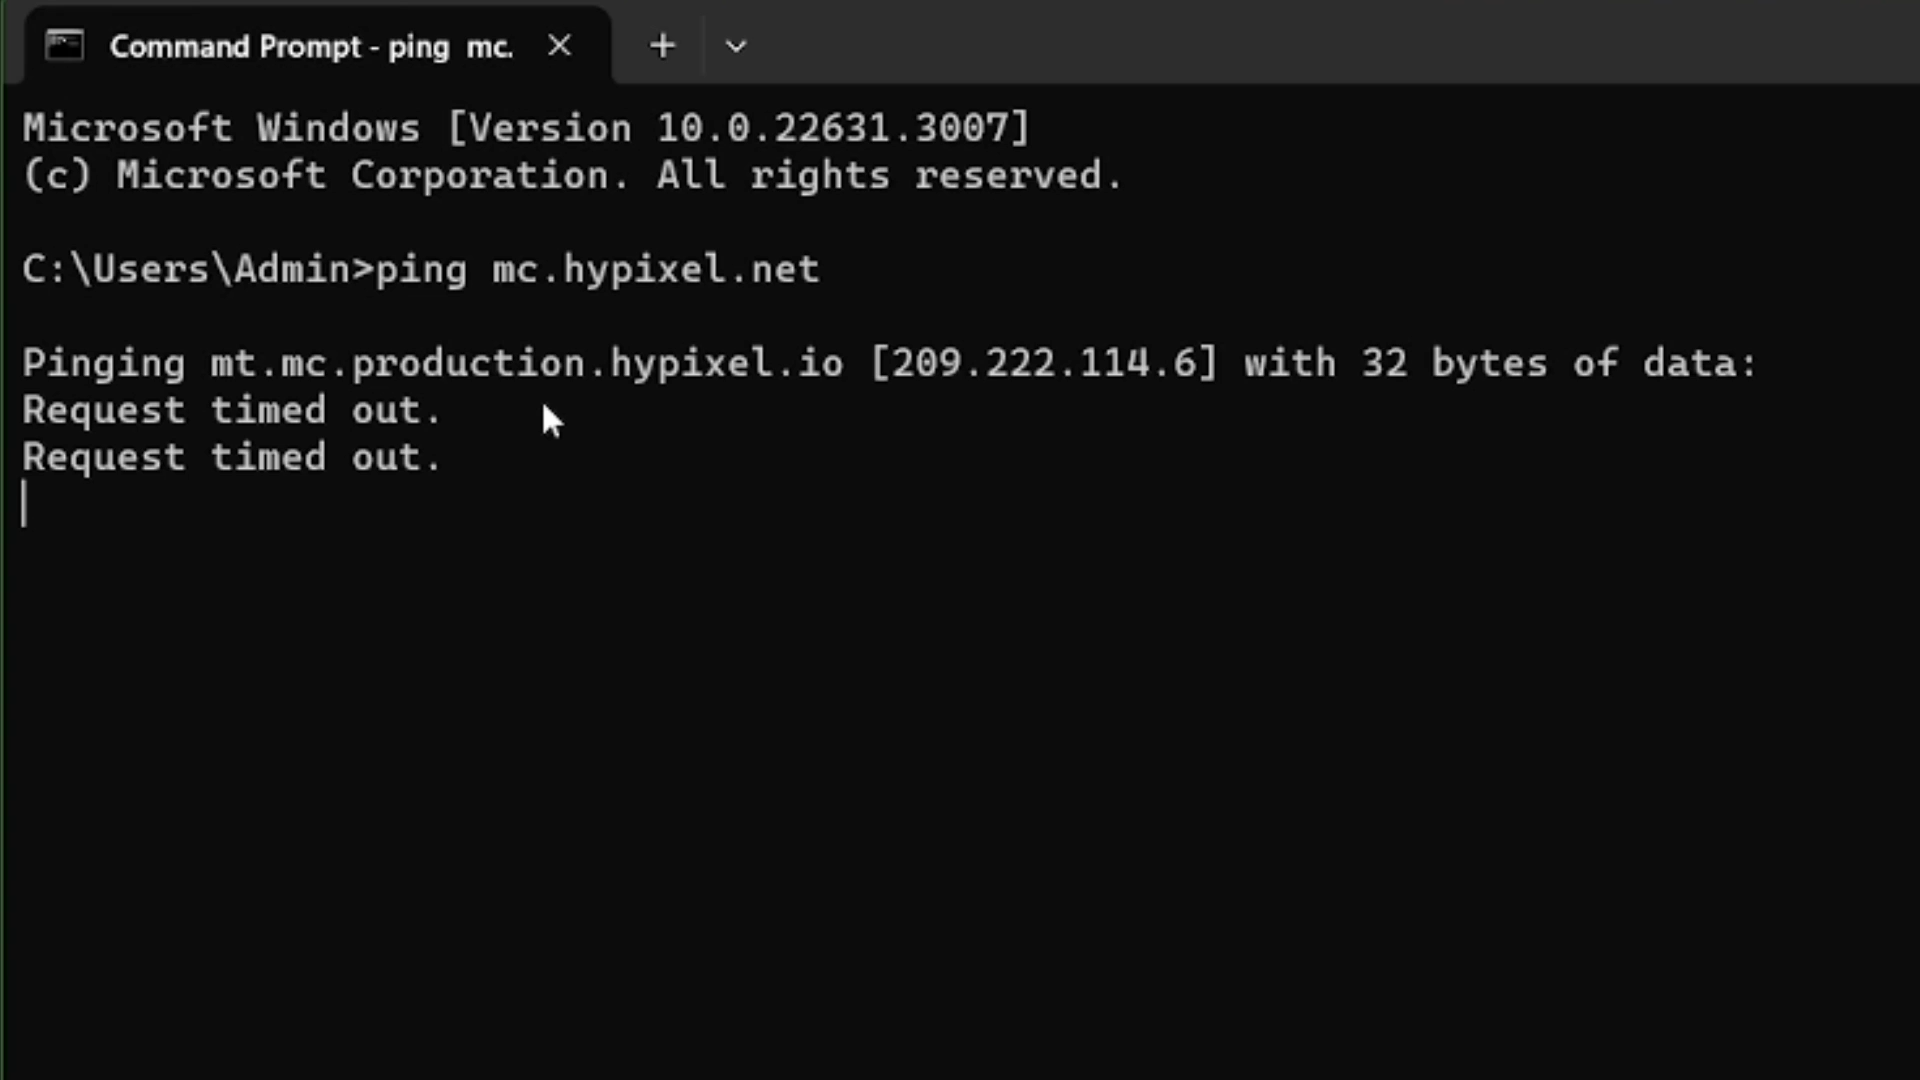 Command Prompt - ping  mc.
Microsoft Windows [Version 10.0.22631.3007]
(c) Microsoft Corporation. All rights reserved.
C:\Users\Admin>ping mc.hypixel.net
Pinging mt.mc.production.hypixel.io [209.222.114.6] with 32 bytes of data:
Request timed out.
Request timed out.